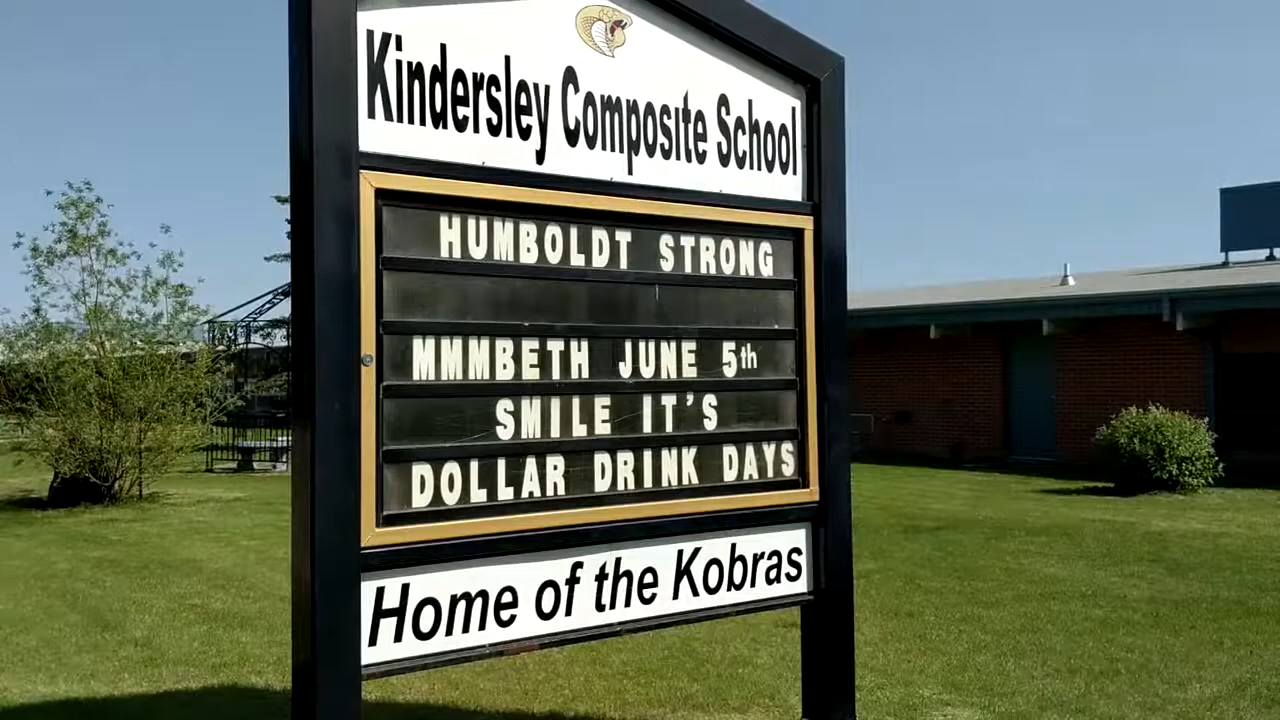 Kindersley Composite School
HUMBOLDT STRONG
MMMBETH JUNE 5th
SMILE IT'S
DOLLAR DRINK DAYS
Home of the Kobras